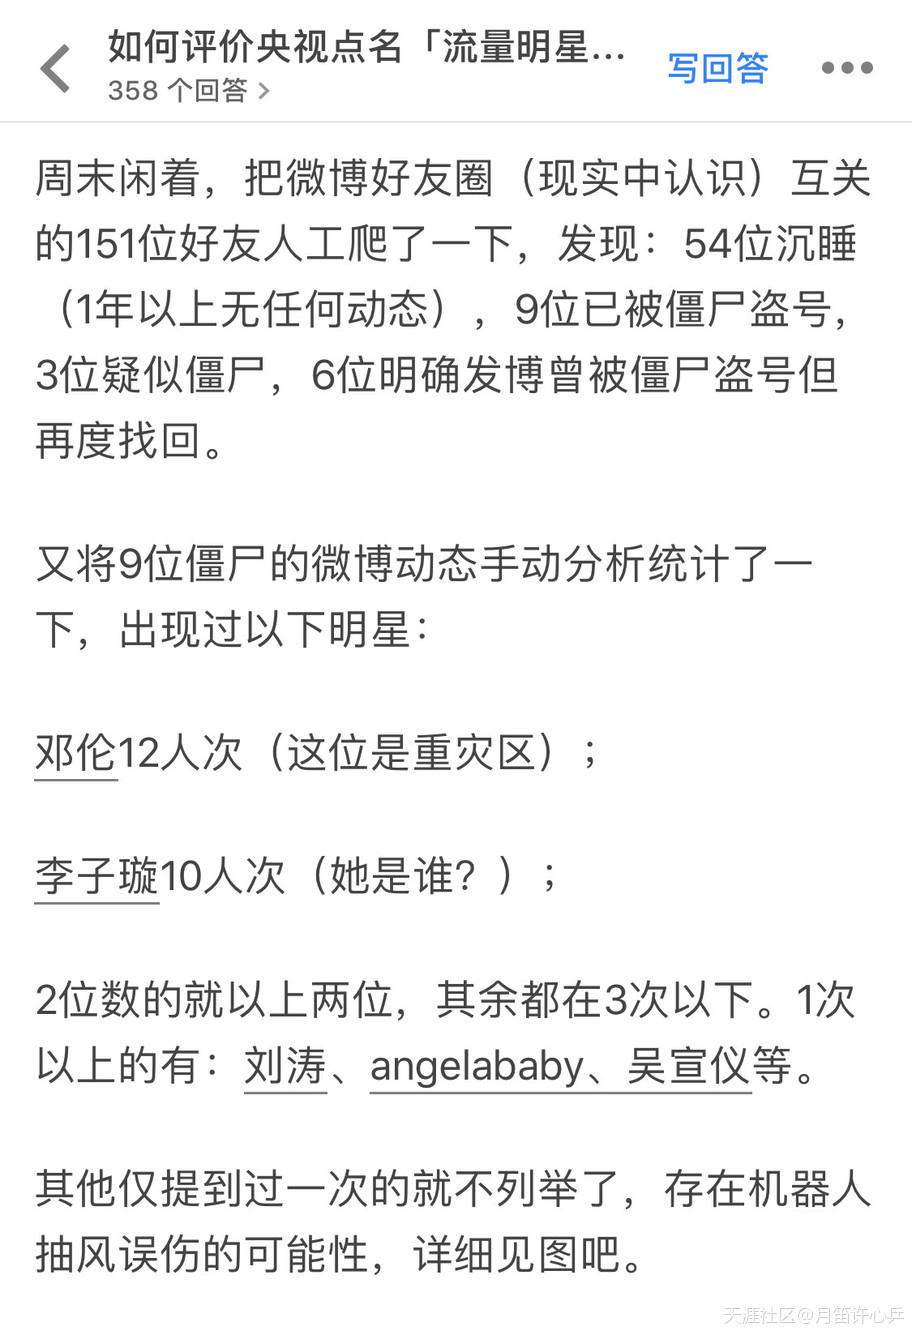 如何评价央视点名「流量明星...
358 个回答 >
写回答
周末闲着，把微博好友圈（现实中认识）互关
的151位好友人工爬了一下，发现：54位沉睡
（1年以上无任何动态），9位已被僵尸盗号，
3位疑似僵尸，6位明确发博曾被僵尸盗号但
再度找回。
又将9位僵尸的微博动态手动分析统计了一
下，出现过以下明星：
邓伦12人次（这位是重灾区）；
李子璇10人次（她是谁？）；
2位数的就以上两位，其余都在3次以下。1次
以上的有：刘涛、angelababy、吴宣仪等。
其他仅提到过一次的就不列举了，存在机器人
抽风误伤的可能性，详细见图吧。
天涯社区@月笛许心乒